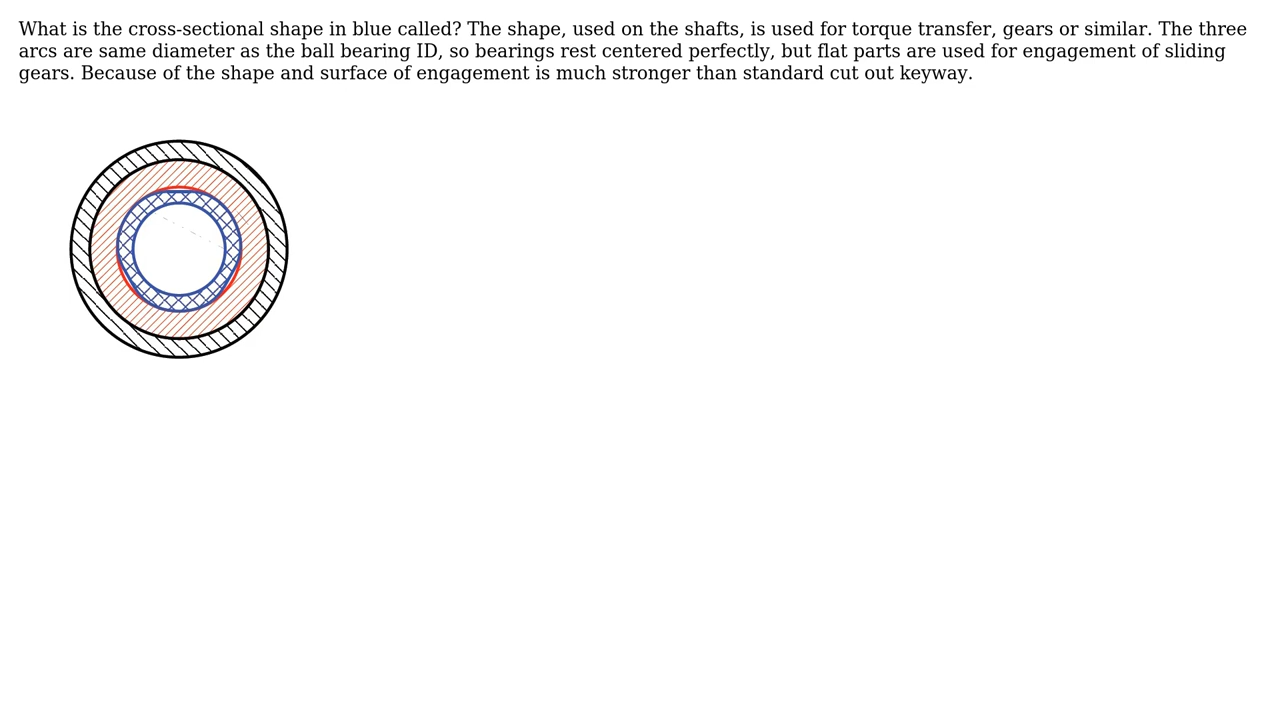 What is the cross-sectional shape in blue called? The shape, used on the shafts, is used for torque transfer, gears or similar. The three
arcs are same diameter as the ball bearing ID, so bearings rest centered perfectly, but flat parts are used for engagement of sliding
gears. Because of the shape and surface of engagement is much stronger than standard cut out keyway.